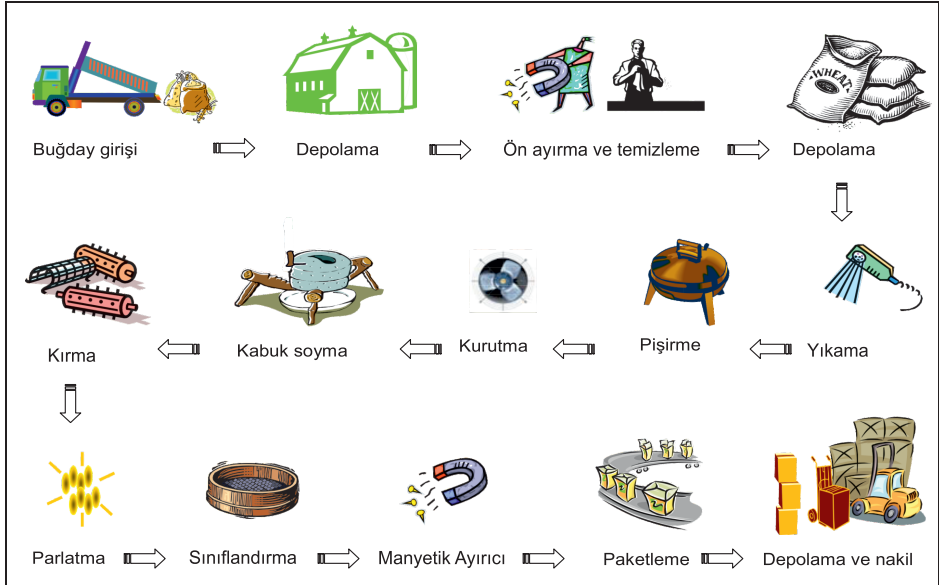 WHEAT
Buğday girişi
Depolama
Ön ayırma ve temizleme
Depolama
Yıkama
Pişirme
Kurutma
Kabuk soyma
Kırma
Parlatma
Sınıflandırma
Manyetik Ayırıcı
Paketleme
Depolama ve nakil